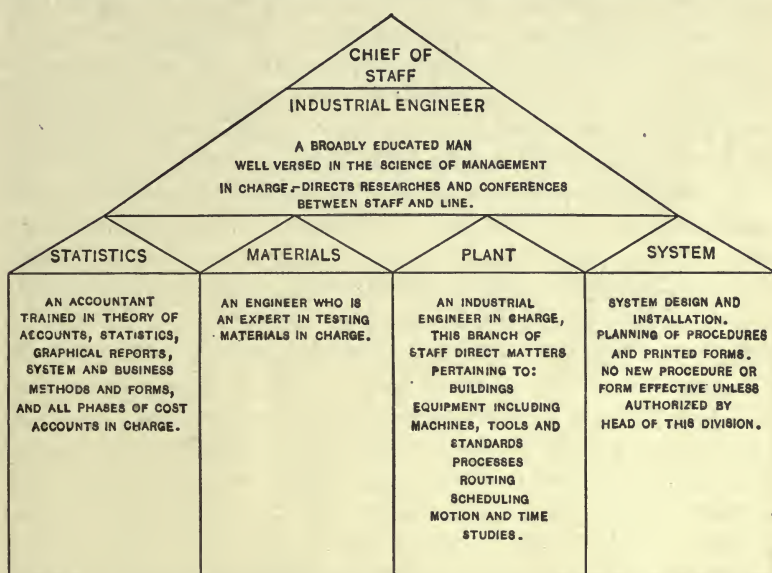 CHIEF OF
STAFF
INDUSTRIAL ENGINEER
A BROADLY EDUCATED MAN
WELL VERSED IN THE SCIENCE OF MANAGEMENT
IN CHARGE.-DIRECTS RESEARCHES AND CONFERENCES
BETWEEN STAFF AND LINE.
STATISTICS
AN ACCOUNTANT
TRAINED IN THEORY OF
ACCOUNTS, STATISTICS,
GRAPHICAL REPORTS,
SYSTEM AND BUSINESS
METHODS AND FORMS,
AND ALL PHASES OF COST
ACCOUNTS IN CHARGE.
MATERIALS
AN ENGINEER WHO IS
AN EXPERT IN TESTING
MATERIALS IN CHARGE.
PLANT
AN INDUSTRIAL
ENGINEER IN CHARGE,
THIS BRANCH OF
STAFF DIRECT MATTERS
PERTAINING TO:
BUILDINGS
EQUIPMENT INCLUDING
MACHINES, TOOLS AND
STANDARDS
PROCESSES
ROUTING
SCHEDULING
MOTION AND TIME
STUDIES.
SYSTEM
SYSTEM DESIGN AND
INSTALLATION.
PLANNING OF PROCEDURES
AND PRINTED FORMS.
NO NEW PROCEDURE OR
FORM EFFECTIVE UNLESS
AUTHORIZED BY
HEAD OF THIS DIVISION.